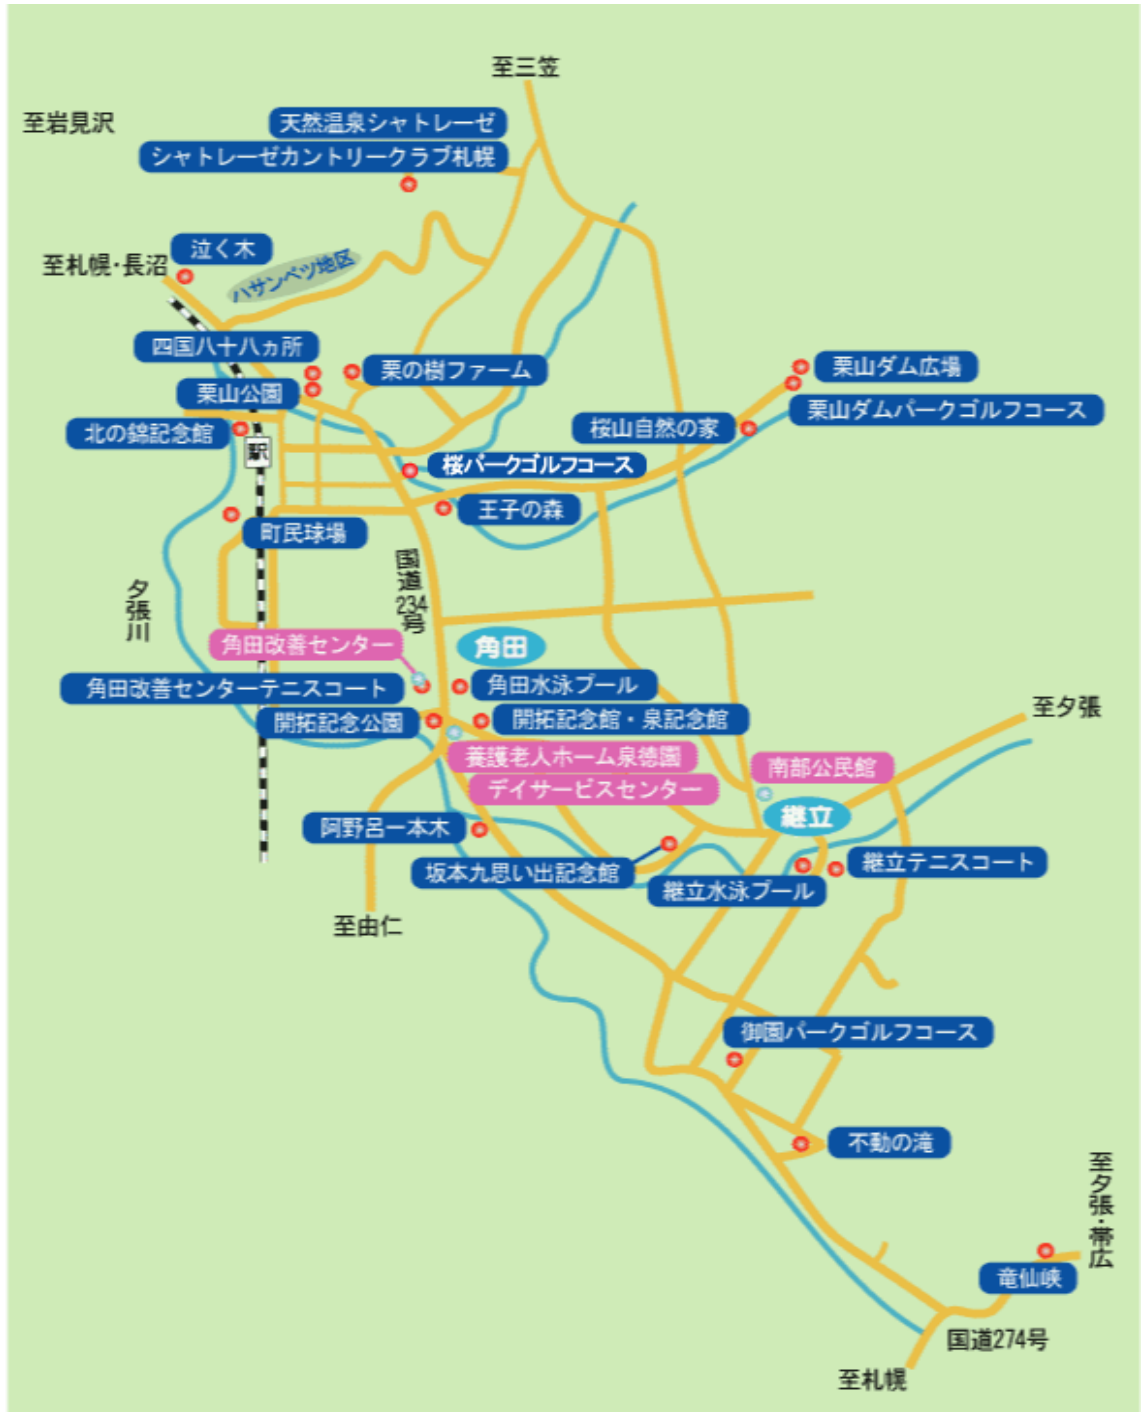 至三笠
至岩見沢
天然温泉シャトレーゼ
シャトレーゼカントリークラブ札幌
泣く木
至札幌・長沼
ハサンベツ地区
四国八十八ヵ所
栗の樹ファーム
栗山ダム広場
栗山公園
栗山ダムパークゴルフコース
北の錦記念館
桜山自然の家
駅
桜パークゴルフコース
王子の森
町民球場
国道234号
夕張川
角田改善センター
角田
角田改善センターテニスコート
角田水泳プール
至夕張
開拓記念公園
開拓記念館・泉記念館
養護老人ホーム泉徳園
デイサービスセンター
南部公民館
継立
阿野呂一本木
坂本九思い出記念館
継立テニスコート
継立水泳プール
至由仁
御園パークゴルフコース
不動の滝
至夕張・帯広
竜仙峡
国道274号
至札幌